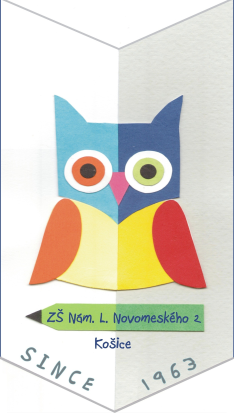 ZŠ Nám. L. Novomeského 2
Košice
SINCE 1963